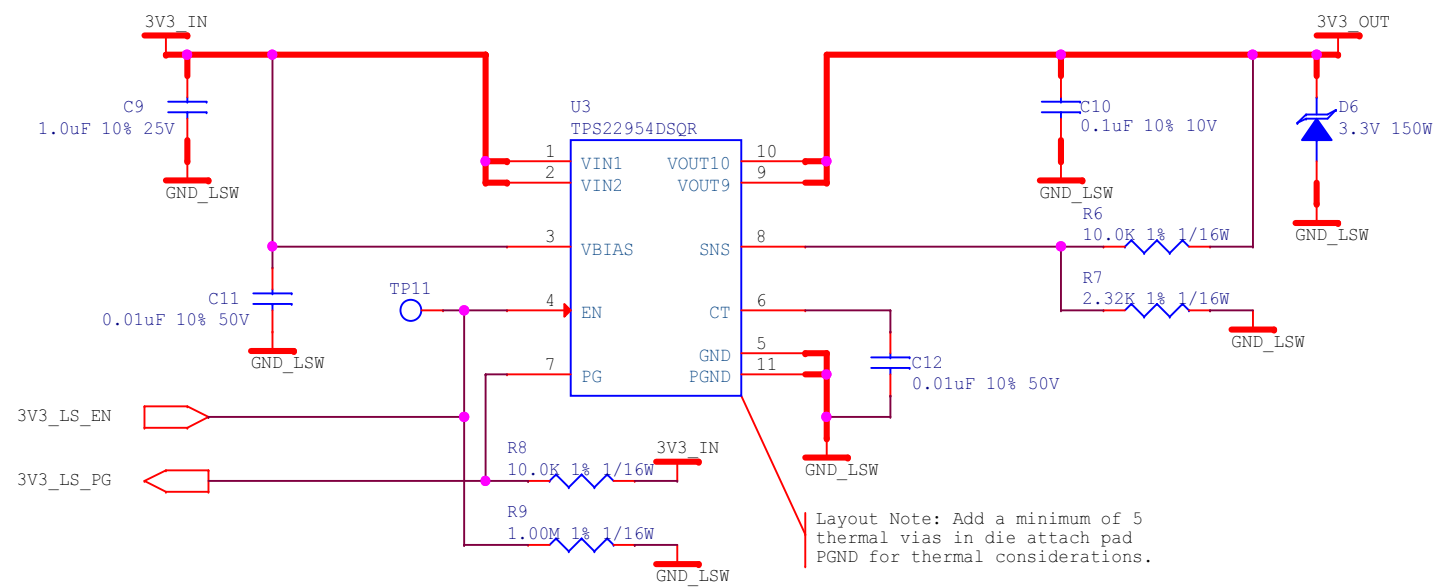 3V3_IN
3V3_OUT
C9
1.0uF 10% 25V
GND_LSW
U3
TPS22954DSQR
C10
0.1uF 10% 10V
GND_LSW
D6
3.3V 150W
GND_LSW
1
VIN1
VOUT10
10
2
VIN2
VOUT9
9
3
VBIAS
SNS
8
R6
10.0K 1% 1/16W
R7
2.32K 1% 1/16W
GND_LSW
C11
0.01uF 10% 50V
GND_LSW
TP11
4
EN
CT
6
GND
5
7
PG
PGND
11
C12
0.01uF 10% 50V
GND_LSW
3V3_LS_EN
3V3_LS_PG
R8
10.0K 1% 1/16W
3V3_IN
R9
1.00M 1% 1/16W
GND_LSW
Layout Note: Add a minimum of 5
thermal vias in die attach pad
PGND for thermal considerations.